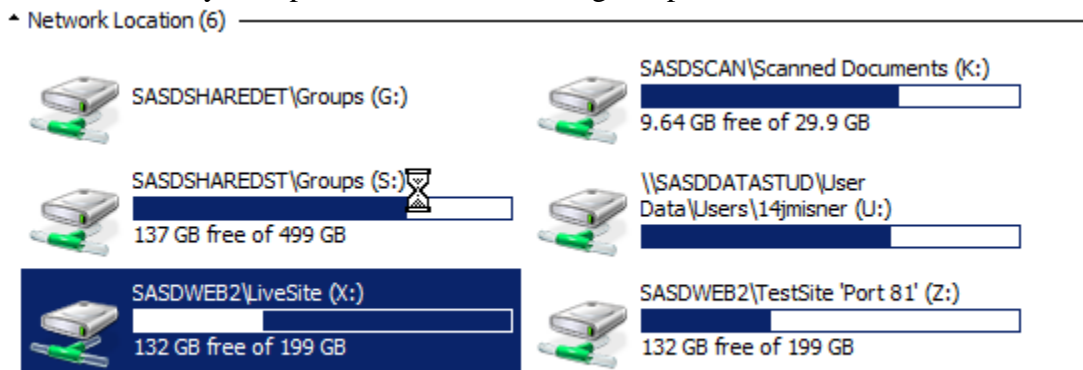 Network Location (6)
SASDSHAREDET\Groups (G:)
SASDSCAN\Scanned Documents (K:)
9.64 GB free of 29.9 GB
SASDSHAREDST\Groups (S:)
137 GB free of 499 GB
\\SASDDATASTUD\User
Data\Users\14jmisner (U:)
SASDWEB2\LiveSite (X:)
132 GB free of 199 GB
SASDWEB2\TestSite 'Port 81' (Z:)
132 GB free of 199 GB